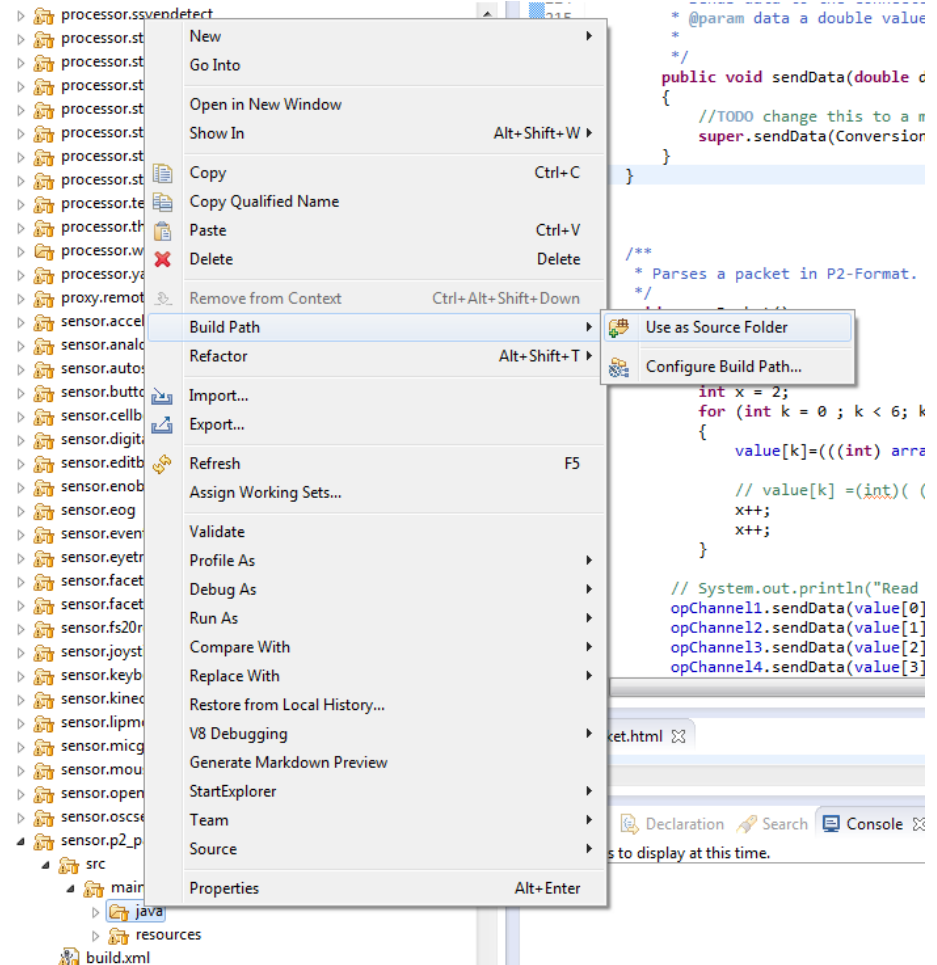 processor.ssvepdetect
processor.st
processor.st
processor.st
processor.st
processor.st
processor.st
processor.st
processor.te
processor.th
processor.w
processor.ya
proxy.remot
sensor.accel
sensor.analo
sensor.autos
sensor.butto
sensor.cellb
sensor.digita
sensor.editb
sensor.enob
sensor.eog
sensor.even
sensor.eyetr
sensor.facet
sensor.facet
sensor.fs20r
sensor.joyst
sensor.keyb
sensor.kinec
sensor.lipmo
sensor.micg
sensor.mou
sensor.open
sensor.oscse
sensor.p2_p
src
main
java
resources
build.xml
New
Go Into
Open in New Window
Show In Alt+Shift+W
Copy Ctrl+C
Copy Qualified Name
Paste Ctrl+V
Delete Delete
Remove from Context Ctrl+Alt+Shift+Down
Build Path
Refactor Alt+Shift+T
Import...
Export...
Refresh F5
Assign Working Sets...
Validate
Profile As
Debug As
Run As
Compare With
Replace With
Restore from Local History...
V8 Debugging
Generate Markdown Preview
StartExplorer
Team
Source
Properties Alt+Enter
Use as Source Folder
Configure Build Path...
215
* @param data a double value
*
*/
public void sendData(double d
{
//TODO change this to a m
super.sendData(Conversion
}
}
/**
* Parses a packet in P2-Format.
*/
int x = 2;
for (int k = 0 ; k < 6; k
{
value[k]=(((int) arra
// value[k] =(int)( (
x++;
x++;
}
// System.out.println("Read
opChannel1.sendData(value[0]
opChannel2.sendData(value[1]
opChannel3.sendData(value[2]
opChannel4.sendData(value[3]
ket.html
Declaration Search Console
s to display at this time.